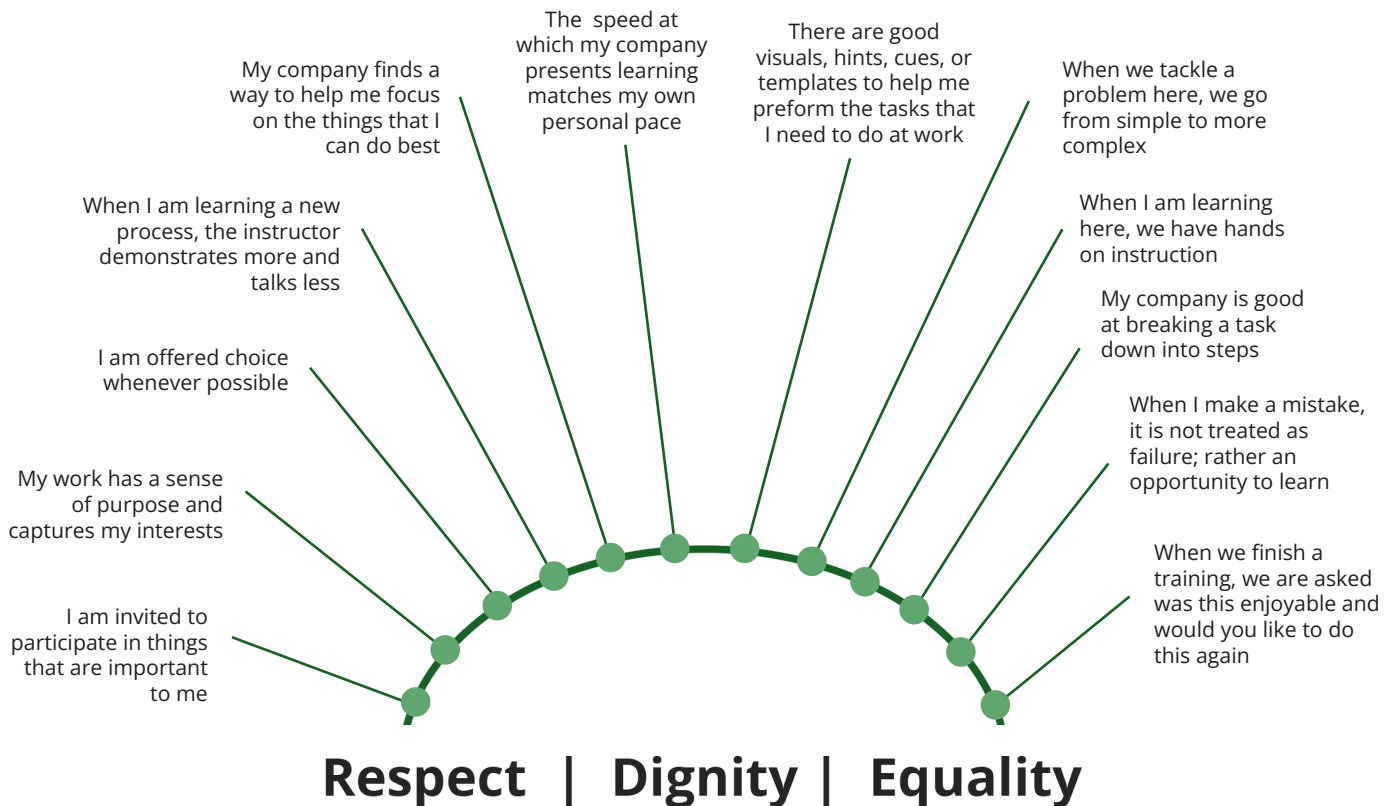 I am invited to
participate in things
that are important
to me
My work has a sense
of purpose and
captures my interests
I am offered choice
whenever possible
When I am learning a new
process, the instructor
demonstrates more and
talks less
My company finds a
way to help me focus
on the things that I
can do best
The speed at
which my company
presents learning
matches my own
personal pace
There are good
visuals, hints, cues, or
templates to help me
preform the tasks that
I need to do at work
When we tackle a
problem here, we go
from simple to more
complex
When I am learning
here, we have hands
on instruction
My company is good
at breaking a task
down into steps
When I make a mistake,
it is not treated as
failure; rather an
opportunity to learn
When we finish a
training, we are asked
was this enjoyable and
would you like to do
this again
Respect | Dignity | Equality